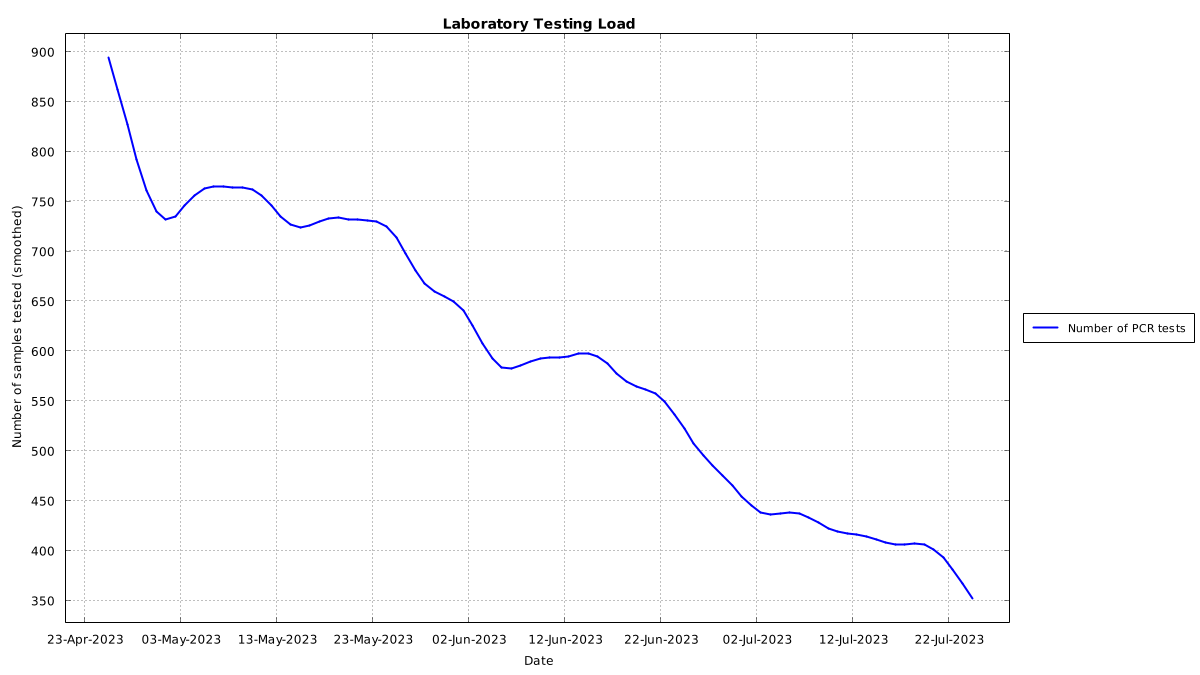 Laboratory Testing Load
900
850
800
750
700
650
600
550
500
450
400
350
Number of samples tested (smoothed)
23-Apr-2023 03-May-2023 13-May-2023 23-May-2023 02-Jun-2023 12-Jun-2023 22-Jun-2023 02-Jul-2023 12-Jul-2023 22-Jul-2023
Date
Number of PCR tests